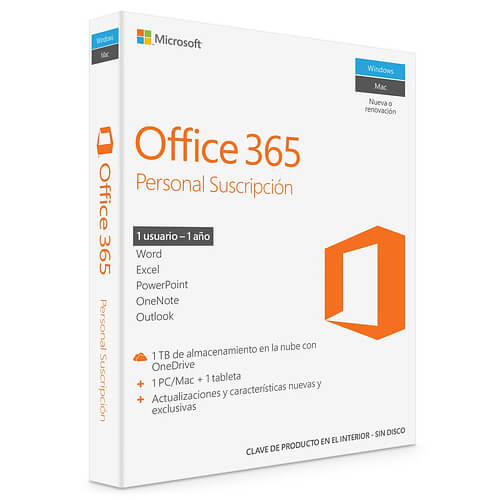 Windows
Mac
Office 365
Personal Suscripción
Microsoft
Windows
Mac
Nueva o
renovación
Office 365
Personal Suscripción
1 usuario – 1 año
Word
Excel
PowerPoint
OneNote
Outlook
1 TB de almacenamiento en la nube con
OneDrive
+ 1 PC/Mac + 1 tableta
+ Actualizaciones y características nuevas y
exclusivas
CLAVE DE PRODUCTO EN EL INTERIOR - SIN DISCO